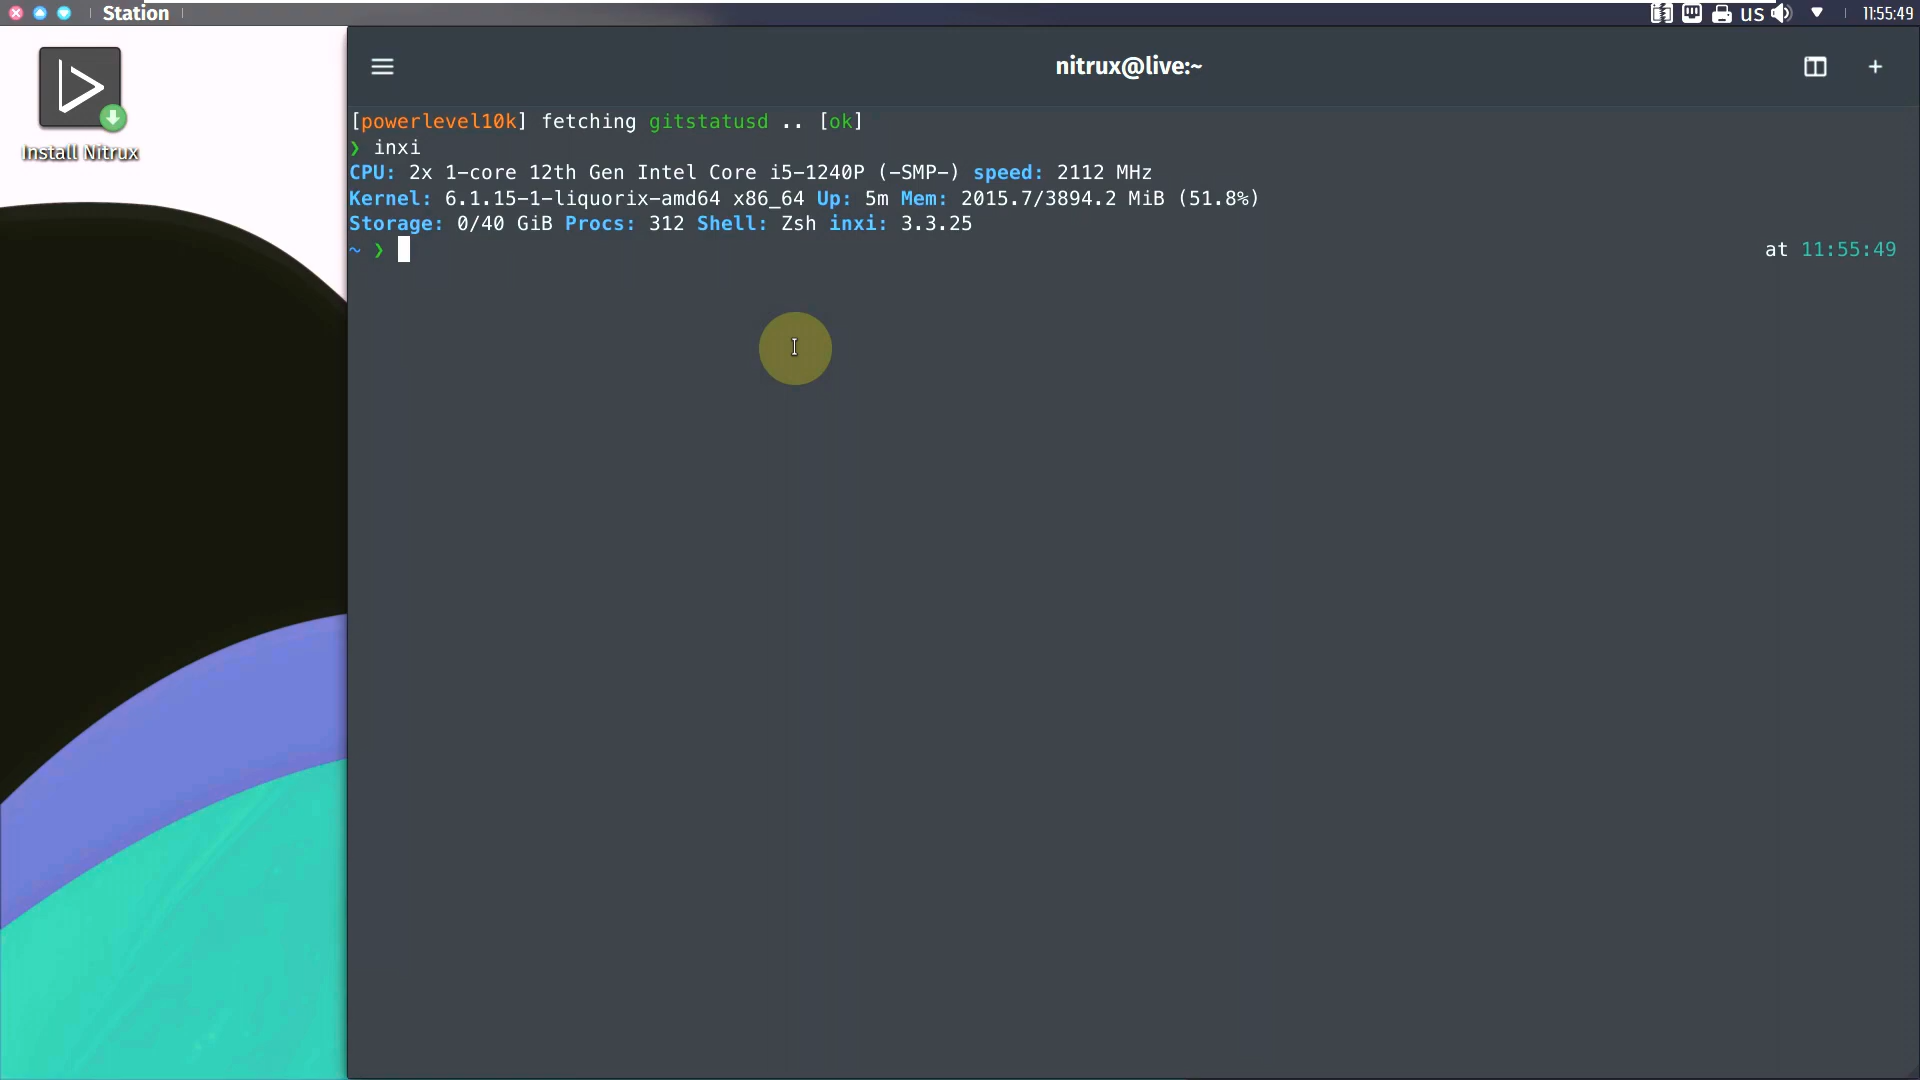 Station
us
11:55:49
Install Nitrux
nitrux@live:~
[powerlevel10k] fetching gitstatusd .. [ok]
❯ inxi
CPU: 2x 1-core 12th Gen Intel Core i5-1240P (-SMP-) speed: 2112 MHz
Kernel: 6.1.15-1-liquorix-amd64 x86_64 Up: 5m Mem: 2015.7/3894.2 MiB (51.8%)
Storage: 0/40 GiB Procs: 312 Shell: Zsh inxi: 3.3.25
~ ❯ at 11:55:49